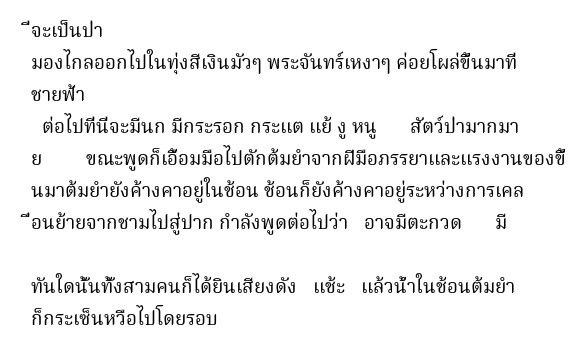 ี่จะเป็นป่า
มองไกลออกไปในทุ่งสีเงินมัวๆ พระจันทร์เหงาๆ ค่อยโผล่ขึ้นมาที่
ชายฟ้า
ต่อไปที่นี่จะมีนก มีกระรอก กระแต แย้ งู หนู สัตว์ป่ามากมา
ย ขณะพูดก็เอื้อมมือไปตักต้มยำจากฝีมือภรรยาและแรงงานของขึ้
นมาต้มยำยังค้างคาอยู่ในช้อน ช้อนก็ยังค้างคาอยู่ระหว่างการเคล
ื่อนย้ายจากชามไปสู่ปาก กำลังพูดต่อไปว่า อาจมีตะกวด มี
ทันใดนั้นทั้งสามคนก็ได้ยินเสียงดัง แช้ะ แล้วน้ำในช้อนต้มยำ
ก็กระเซ็นหวือไปโดยรอบ